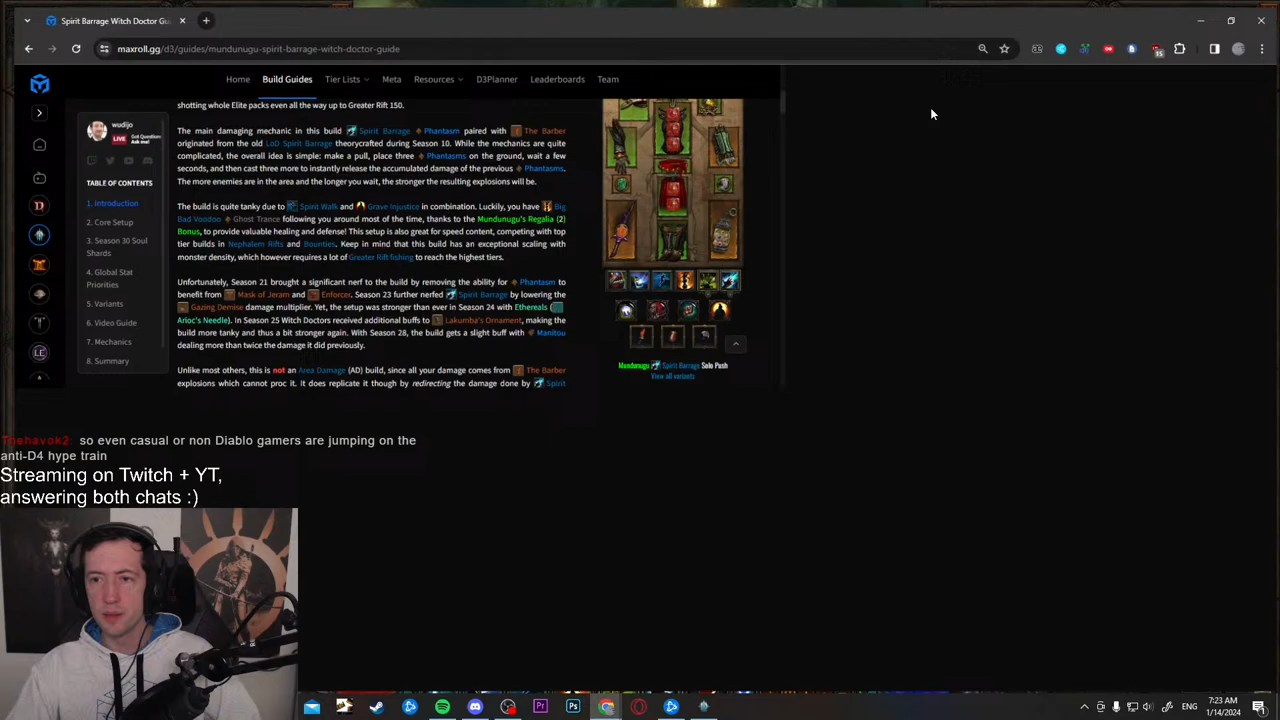 Spirit Barrage Witch Doctor Gu
maxroll.gg/d3/guides/mundunugu-spirit-barrage-witch-doctor-guide
15
Home Build Guides Tier Lists Meta Resources D3Planner Leaderboards Team
wudijo
LIVE Got Questions? Ask me!
TABLE OF CONTENTS
1. Introduction
2. Core Setup
3. Season 30 Soul
Shards
4. Global Stat
Priorities
5. Variants
6. Video Guide
7. Mechanics
8. Summary
shotting whole Elite packs even all the way up to Greater Rift 150.
The main damaging mechanic in this build Spirit Barrage Phantasm paired with The Barber
originated from the old LoD Spirit Barrage theorycrafted during Season 10. While the mechanics are quite
complicated, the overall idea is simple: make a pull, place three Phantasms on the ground, wait a few
seconds, and then cast three more to instantly release the accumulated damage of the previous Phantasms.
The more enemies are in the area and the longer you wait, the stronger the resulting explosions will be.
The build is quite tanky due to Spirit Walk and Grave Injustice in combination. Luckily, you have Big
Bad Voodoo Ghost Trance following you around most of the time, thanks to the Mundunugu's Regalia (2)
Bonus, to provide valuable healing and defense! This setup is also great for speed content, competing with top
tier builds in Nephalem Rifts and Bounties. Keep in mind that this build has an exceptional scaling with
monster density, which however requires a lot of Greater Rift fishing to reach the highest tiers.
Unfortunately, Season 21 brought a significant nerf to the build by removing the ability for Phantasm to
benefit from Mask of Jeram and Enforcer. Season 23 further nerfed Spirit Barrage by lowering the
Gazing Demise damage multiplier. Yet, the setup was stronger than ever in Season 24 with Ethereals (
Arioc's Needle). In Season 25 Witch Doctors received additional buffs to Lakumba's Ornament, making the
build more tanky and thus a bit stronger again. With Season 28, the build gets a slight buff with Manitou
dealing more than twice the damage it did previously.
Unlike most others, this is not an Area Damage (AD) build, since all your damage comes from The Barber
explosions which cannot proc it. It does replicate it though by redirecting the damage done by Spirit
Mundunugu Spirit Barrage Solo Push
View all variants
LE
Thehavok2: so even casual or non Diablo gamers are jumping on the
anti-D4 hype train
Streaming on Twitch + YT,
answering both chats :)
ENG
7:23 AM
1/14/2024